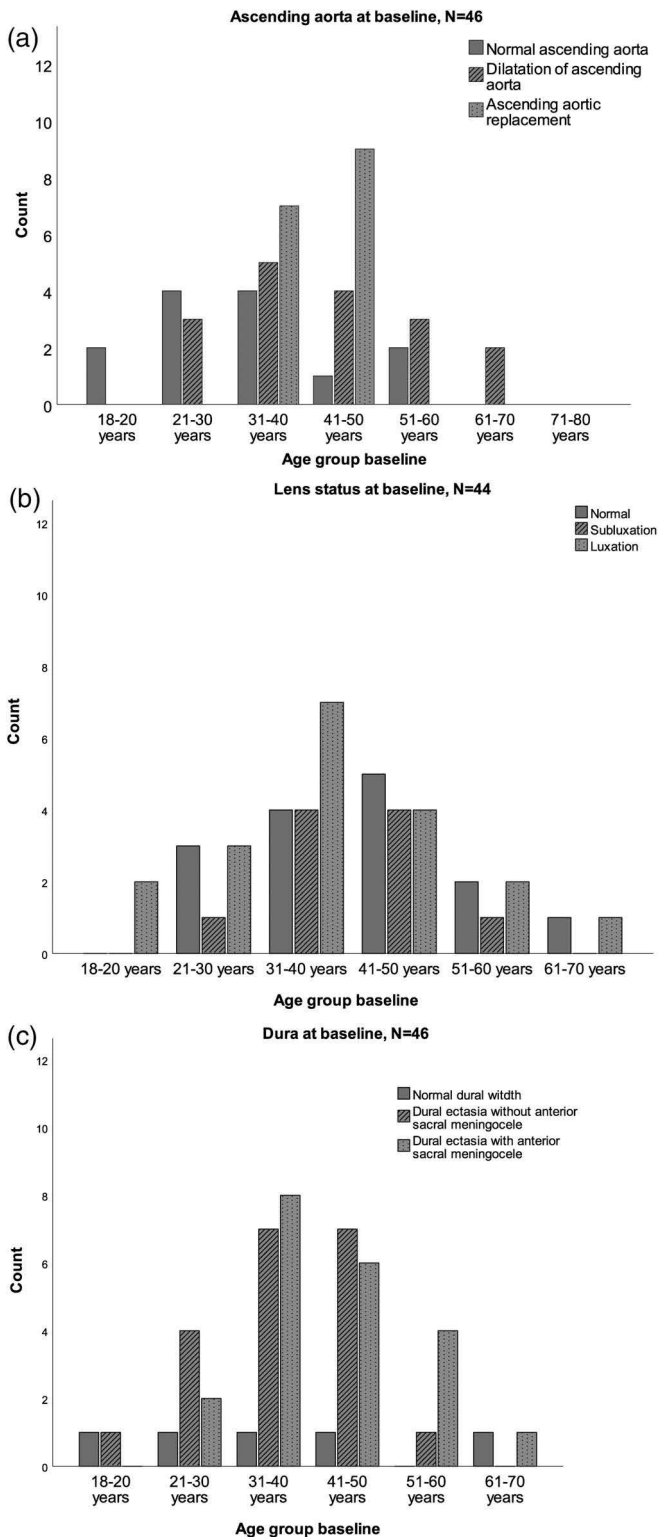 (a)
Ascending aorta at baseline, N=46
Normal ascending aorta
Dilatation of ascending
aorta
Ascending aortic
replacement
12
10
8
6
4
2
0
Count
18-20 21-30 31-40 41-50 51-60 61-70 71-80
years years years years years years years
Age group baseline
(b)
Lens status at baseline, N=44
Normal
Subluxation
Luxation
12
10
8
6
4
2
0
Count
18-20 years 21-30 years 31-40 years 41-50 years 51-60 years 61-70 years
Age group baseline
(c)
Dura at baseline, N=46
Normal dural witdth
Dural ectasia without anterior
sacral meningocele
Dural ectasia with anterior
sacral meningocele
12
10
8
6
4
2
0
Count
18-20 21-30 31-40 41-50 51-60 61-70
years years years years years years
Age group baseline